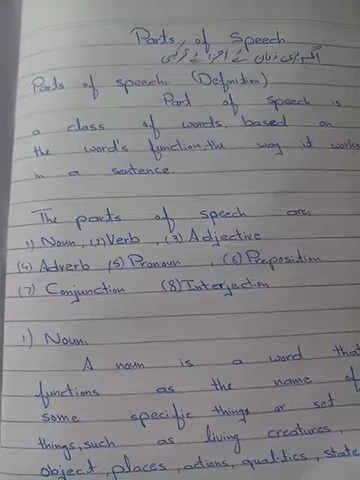 Parts of Speech
انگریزی زبان کے اجزائے ترکیبی
Parts of speech. (Definition)
Part of speech is
a class of words, based on
the word's function, the way it works
in a sentence.
The parts of speech are.
1) Noun, (2) Verb, (3) Adjective
(4) Adverb (5) Pronoun, (6) Preposition
(7) Conjunction (8) Interjection
1) Noun.
A noun is a word that
functions as the name of
some specific things or set
things, such as living creatures,
object, places, actions, qualities, state